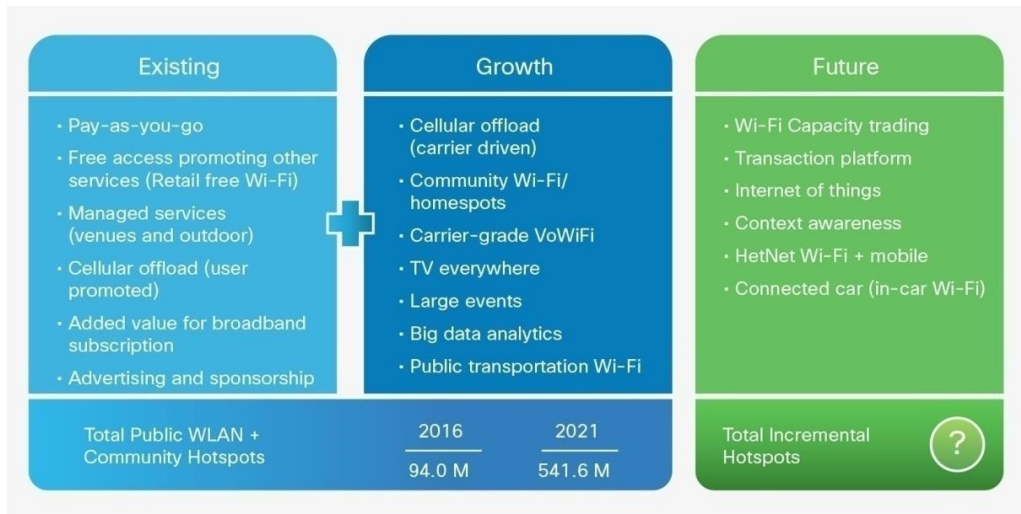 Existing
· Pay-as-you-go
· Free access promoting other
services (Retail free Wi-Fi)
· Managed services
(venues and outdoor)
· Cellular offload (user
promoted)
· Added value for broadband
subscription
· Advertising and sponsorship
Growth
· Cellular offload
(carrier driven)
· Community Wi-Fi/
homespots
· Carrier-grade VoWiFi
· TV everywhere
· Large events
· Big data analytics
· Public transportation Wi-Fi
Future
· Wi-Fi Capacity trading
· Transaction platform
· Internet of things
· Context awareness
· HetNet Wi-Fi + mobile
· Connected car (in-car Wi-Fi)
Total Public WLAN +
Community Hotspots
2016
94.0 M
2021
541.6 M
Total Incremental
Hotspots
?